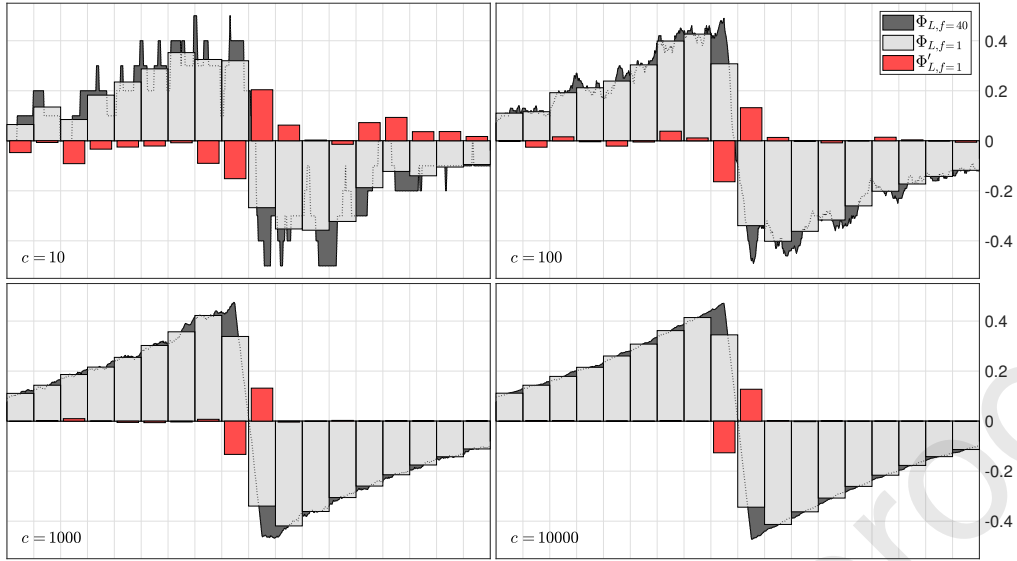 Φ_{L,f=40}
Φ_{L,f=1}
Φ′_{L,f=1}
0.4
0.2
0
-0.2
-0.4
c = 10
c = 100
0.4
0.2
0
-0.2
-0.4
c = 1000
c = 10000
roo